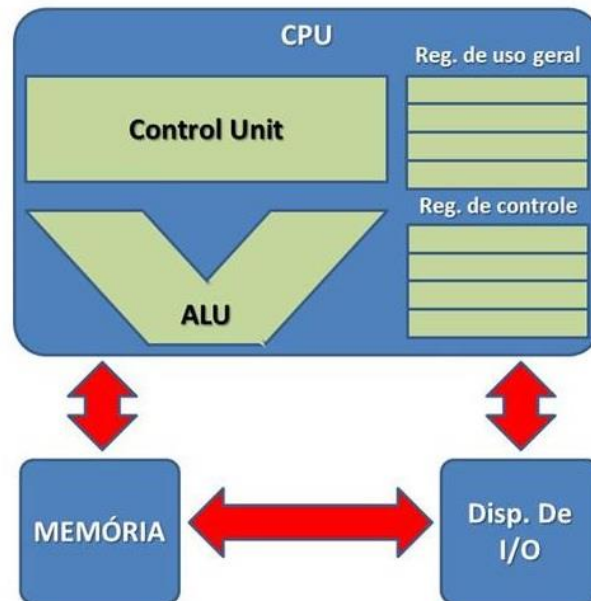 CPU
Reg. de uso geral
Control Unit
Reg. de controle
ALU
MEMÓRIA
Disp. De
I/O